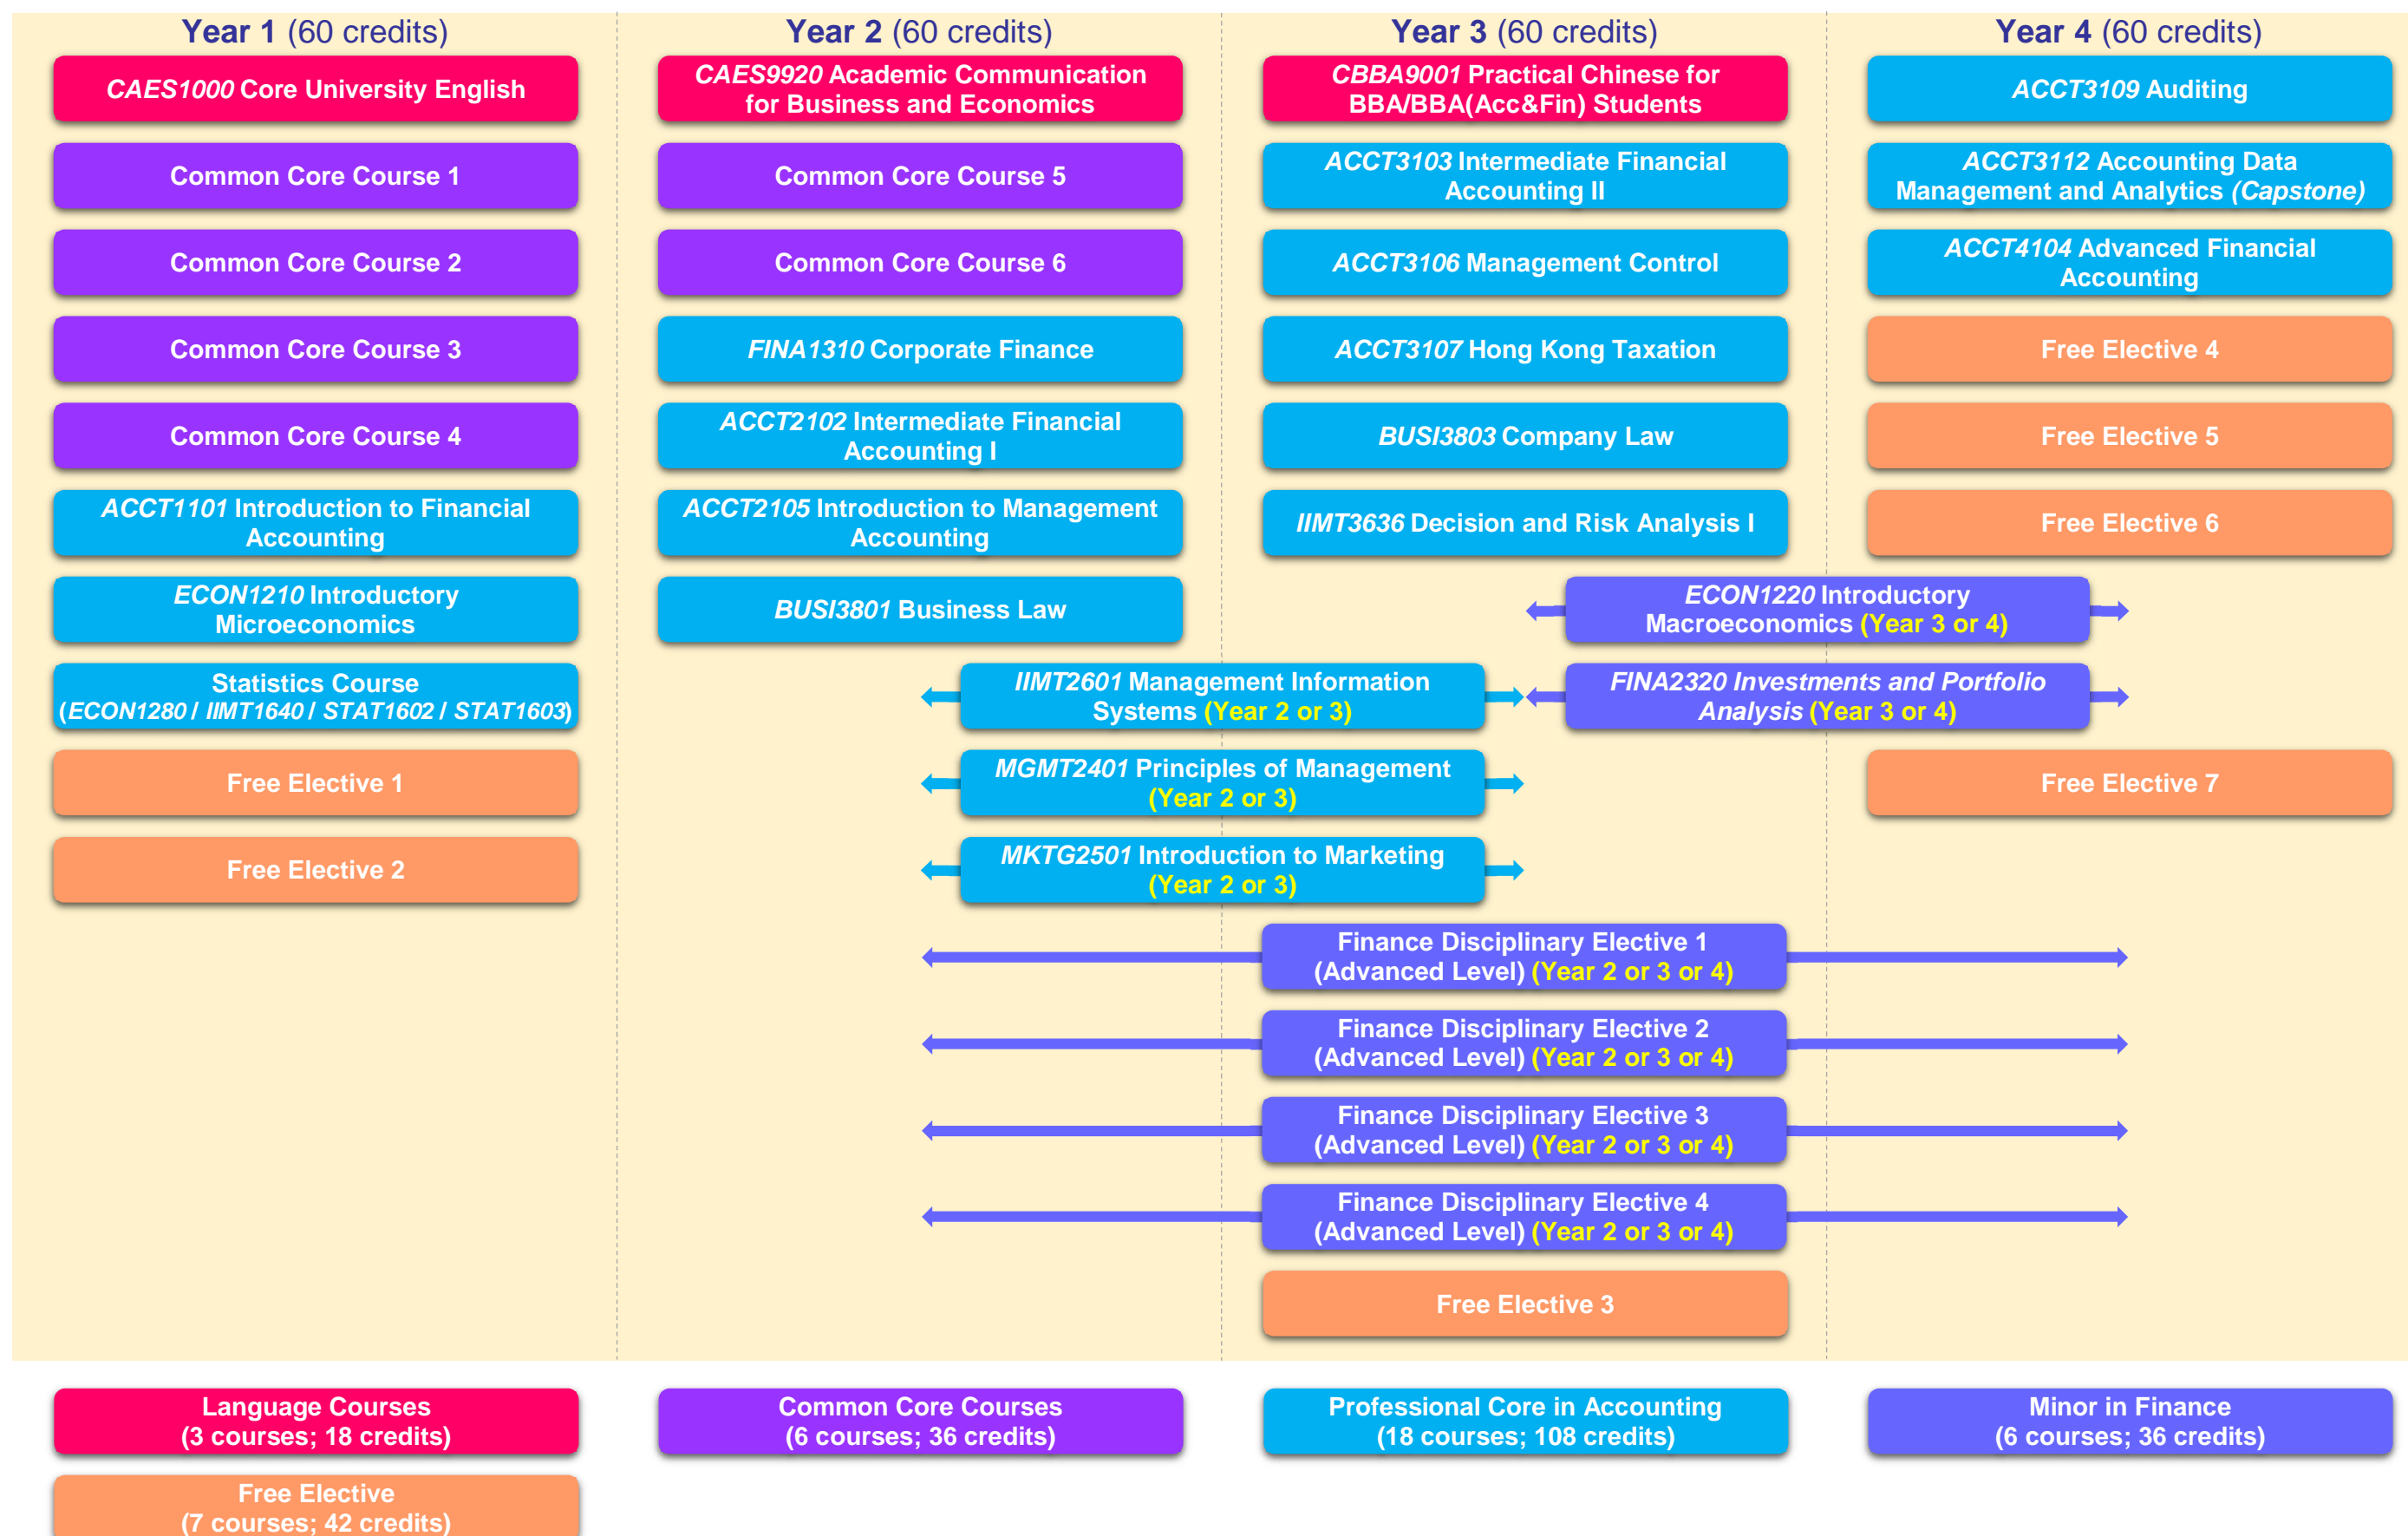 Year 1 (60 credits)
CAES1000 Core University English
Common Core Course 1
Common Core Course 2
Common Core Course 3
Common Core Course 4
ACCT1101 Introduction to Financial
Accounting
ECON1210 Introductory
Microeconomics
Statistics Course
(ECON1280 / IIMT1640 / STAT1602 / STAT1603)
Free Elective 1
Free Elective 2
Year 2 (60 credits)
CAES9920 Academic Communication
for Business and Economics
Common Core Course 5
Common Core Course 6
FINA1310 Corporate Finance
ACCT2102 Intermediate Financial
Accounting I
ACCT2105 Introduction to Management
Accounting
BUSI3801 Business Law
IIMT2601 Management Information
Systems (Year 2 or 3)
MGMT2401 Principles of Management
(Year 2 or 3)
MKTG2501 Introduction to Marketing
(Year 2 or 3)
Year 3 (60 credits)
CBBA9001 Practical Chinese for
BBA/BBA(Acc&Fin) Students
ACCT3103 Intermediate Financial
Accounting II
ACCT3106 Management Control
ACCT3107 Hong Kong Taxation
BUSI3803 Company Law
IIMT3636 Decision and Risk Analysis I
Finance Disciplinary Elective 1
(Advanced Level) (Year 2 or 3 or 4)
Finance Disciplinary Elective 2
(Advanced Level) (Year 2 or 3 or 4)
Finance Disciplinary Elective 3
(Advanced Level) (Year 2 or 3 or 4)
Finance Disciplinary Elective 4
(Advanced Level) (Year 2 or 3 or 4)
Free Elective 3
Year 4 (60 credits)
ACCT3109 Auditing
ACCT3112 Accounting Data
Management and Analytics (Capstone)
ACCT4104 Advanced Financial
Accounting
Free Elective 4
Free Elective 5
Free Elective 6
ECON1220 Introductory
Macroeconomics (Year 3 or 4)
FINA2320 Investments and Portfolio
Analysis (Year 3 or 4)
Free Elective 7
Language Courses
(3 courses; 18 credits)
Common Core Courses
(6 courses; 36 credits)
Professional Core in Accounting
(18 courses; 108 credits)
Minor in Finance
(6 courses; 36 credits)
Free Elective
(7 courses; 42 credits)